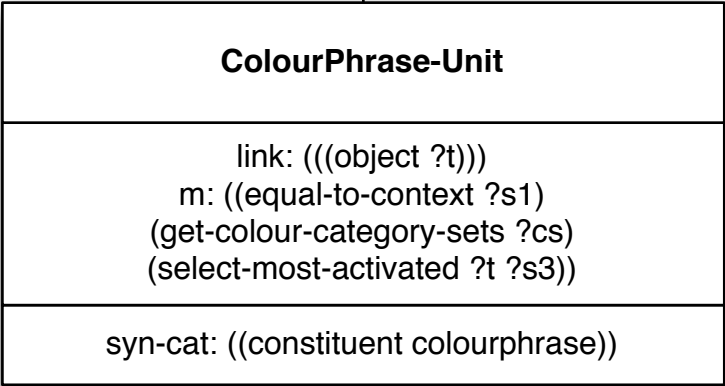 ColourPhrase-Unit
link: (((object ?t)))
m: ((equal-to-context ?s1)
(get-colour-category-sets ?cs)
(select-most-activated ?t ?s3))
syn-cat: ((constituent colourphrase))